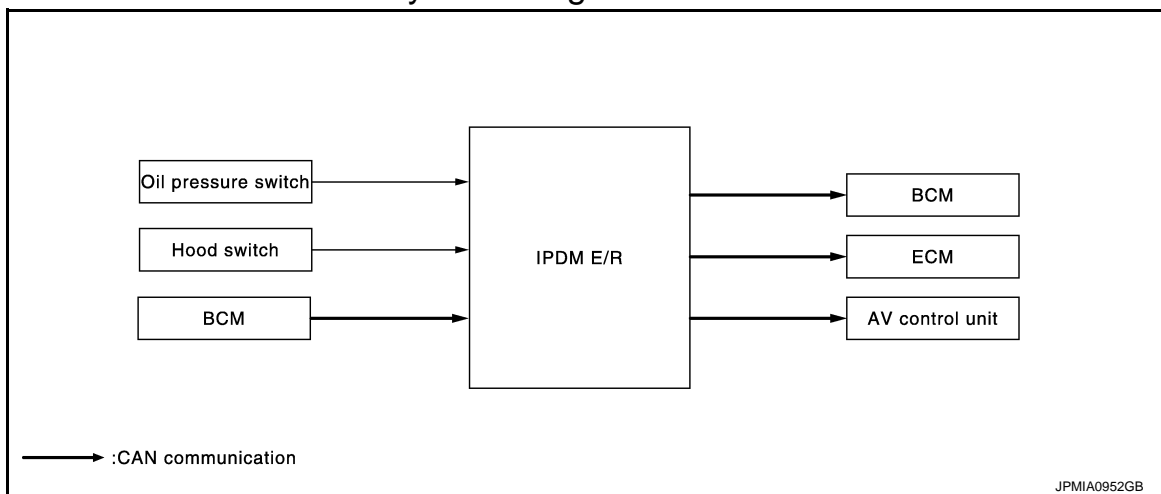 Oil pressure switch
Hood switch
BCM
IPDM E/R
BCM
ECM
AV control unit
:CAN communication
JPMIA0952GB